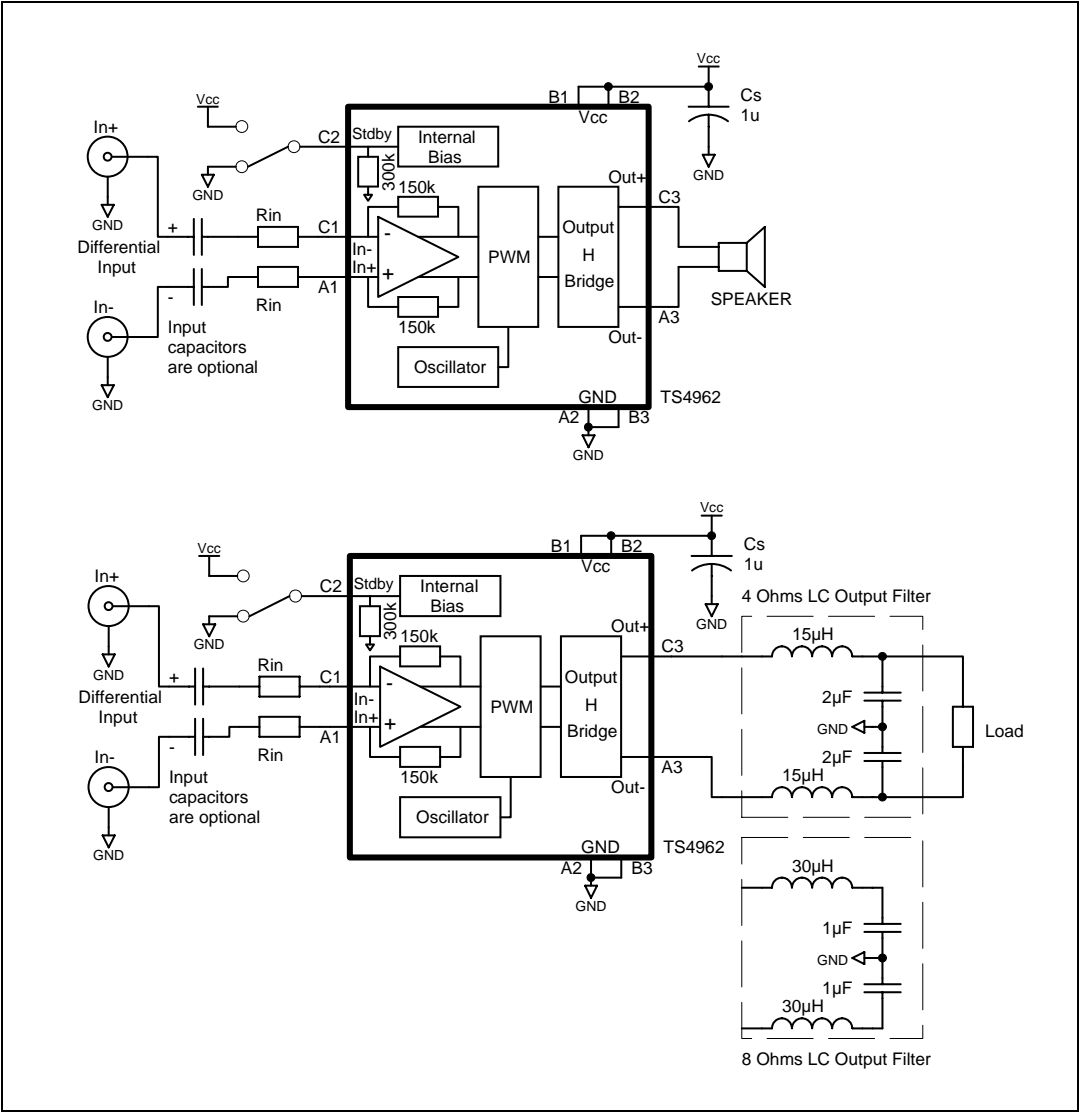 Vcc
B1
B2
Vcc
Cs
1u
GND
Vcc
In+
GND
GND
C2
Stdby
300k
Internal
Bias
150k
Differential
Input
+
Rin
C1
-
In-
In+
+
-
Rin
A1
150k
In-
GND
Input
capacitors
are optional
PWM
Output
H
Bridge
Oscillator
Out+
C3
Out-
A3
SPEAKER
GND
A2
B3
TS4962
GND
Vcc
B1
B2
Vcc
Cs
1u
GND
Vcc
In+
GND
GND
C2
Stdby
300k
Internal
Bias
150k
Differential
Input
+
Rin
C1
-
In-
In+
+
-
Rin
A1
150k
In-
GND
Input
capacitors
are optional
PWM
Output
H
Bridge
Oscillator
Out+
C3
Out-
A3
GND
A2
B3
TS4962
GND
4 Ohms LC Output Filter
15µH
2µF
GND
2µF
15µH
Load
30µH
1µF
GND
1µF
30µH
8 Ohms LC Output Filter